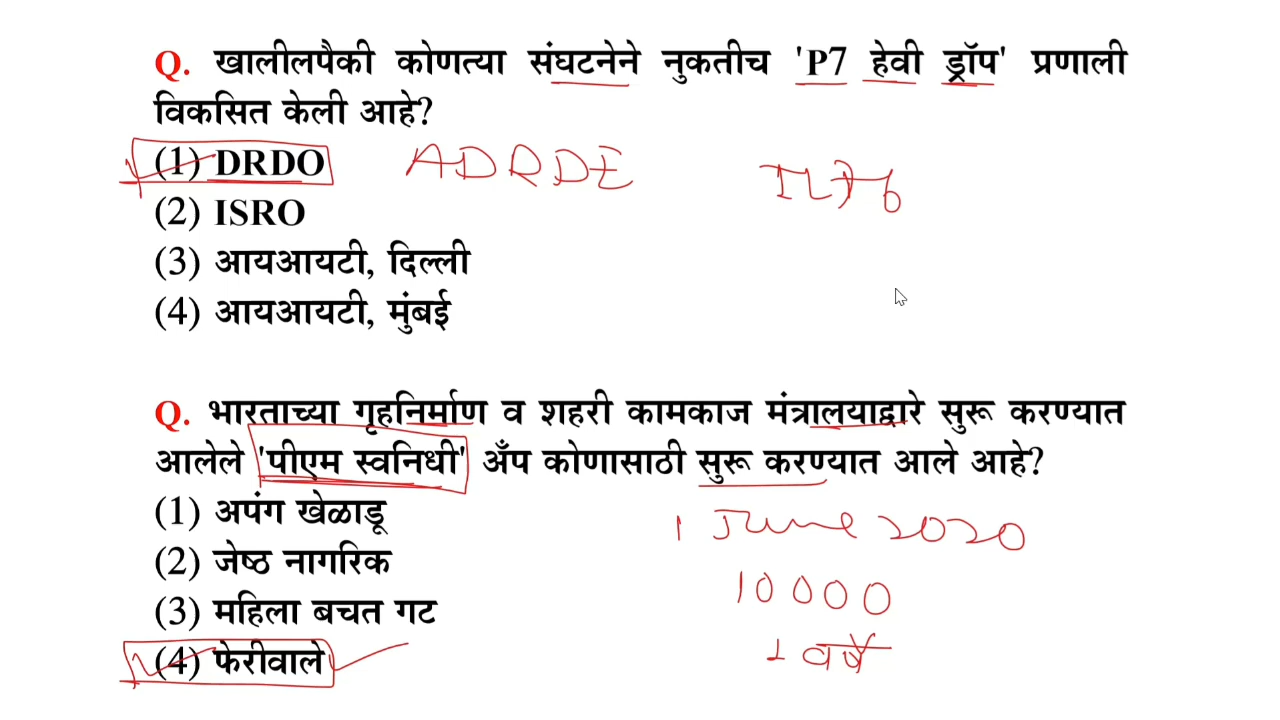 Q. खालीलपैकी कोणत्या संघटनेने नुकतीच 'P7 हेवी ड्रॉप' प्रणाली
विकसित केली आहे?
(1) DRDO ADRDE
(2) ISRO
(3) आयआयटी, दिल्ली
(4) आयआयटी, मुंबई
Q. भारताच्या गृहनिर्माण व शहरी कामकाज मंत्रालयाद्वारे सुरू करण्यात
आलेले 'पीएम स्वनिधी' अँप कोणासाठी सुरू करण्यात आले आहे?
(1) अपंग खेळाडू
1 June 2020
(2) जेष्ठ नागरिक
10000
(3) महिला बचत गट
(4) फेरीवाले
1 वर्षे